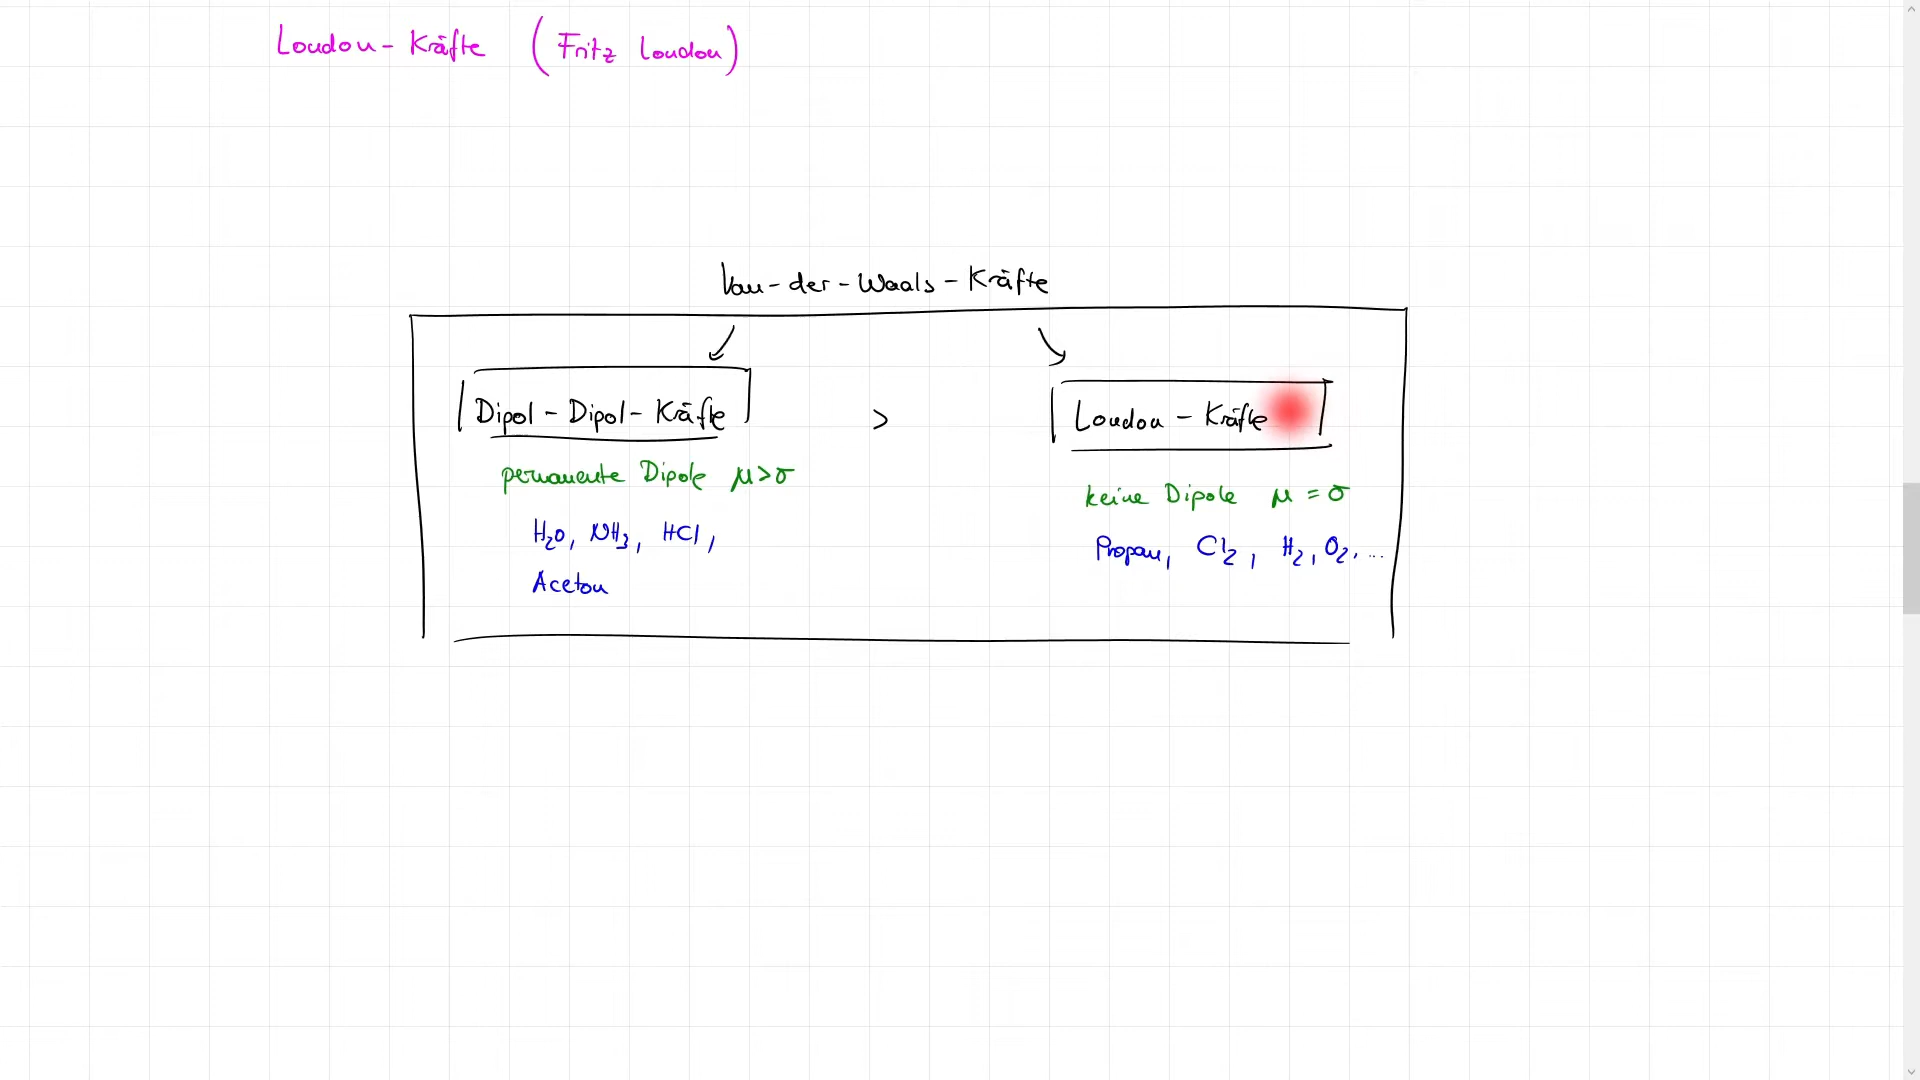 London-Kräfte (Fritz London)
Van-der-Waals-Kräfte
Dipol-Dipol-Kräfte > London-Kräfte
permanente Dipole μ>0
keine Dipole μ = 0
H₂O, NH₃, HCl,
Propan, Cl₂, H₂, O₂, ...
Aceton